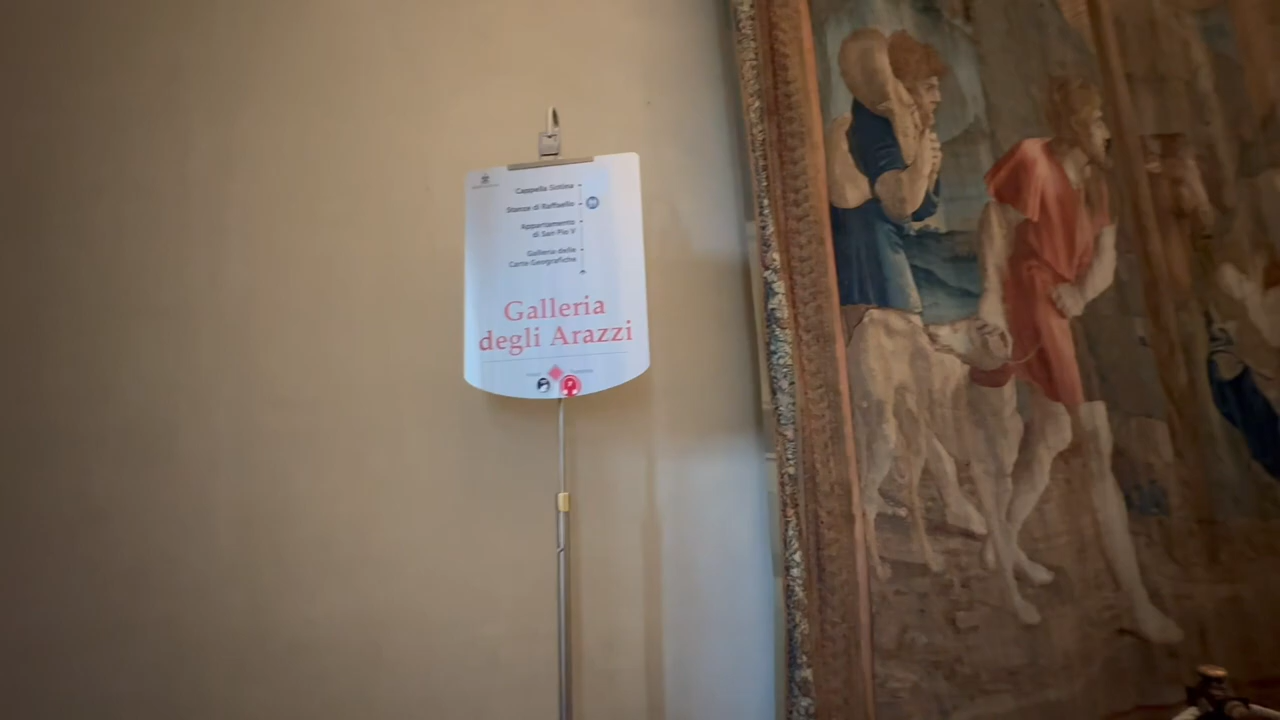 Cappella Sistina
Stanze di Raffaello
Appartamento
di San Pio V
Galleria delle
Carte Geografiche
Galleria
degli Arazzi